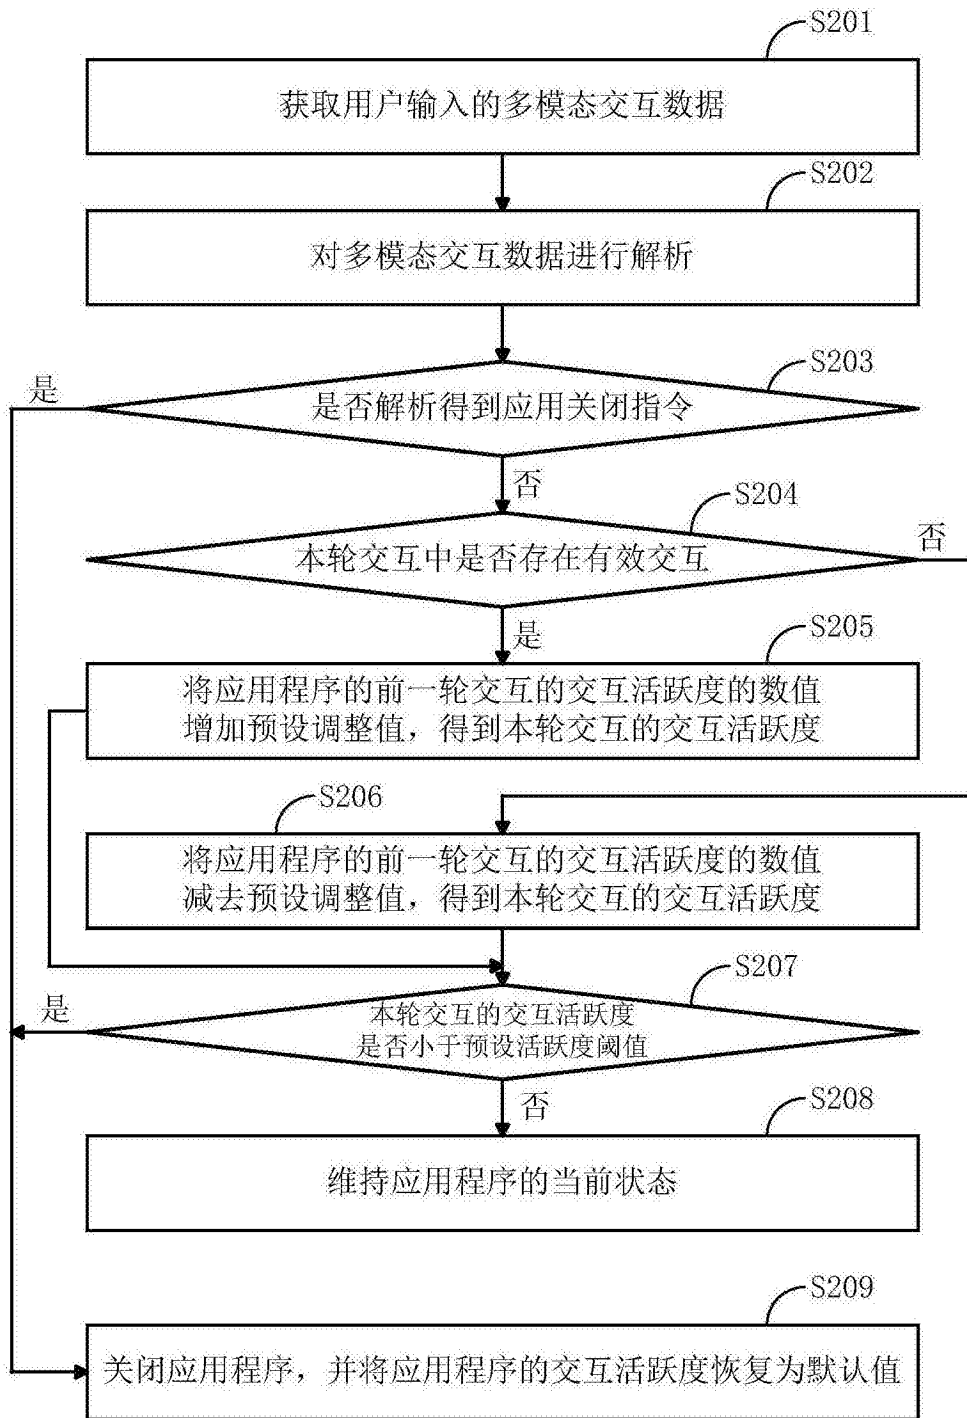 S201
获取用户输入的多模态交互数据
S202
对多模态交互数据进行解析
S203
是
是否解析得到应用关闭指令
否
S204
否
本轮交互中是否存在有效交互
是
S205
将应用程序的前一轮交互的交互活跃度的数值
增加预设调整值，得到本轮交互的交互活跃度
S206
将应用程序的前一轮交互的交互活跃度的数值
减去预设调整值，得到本轮交互的交互活跃度
S207
是
本轮交互的交互活跃度
是否小于预设活跃度阈值
否
S208
维持应用程序的当前状态
S209
关闭应用程序，并将应用程序的交互活跃度恢复为默认值